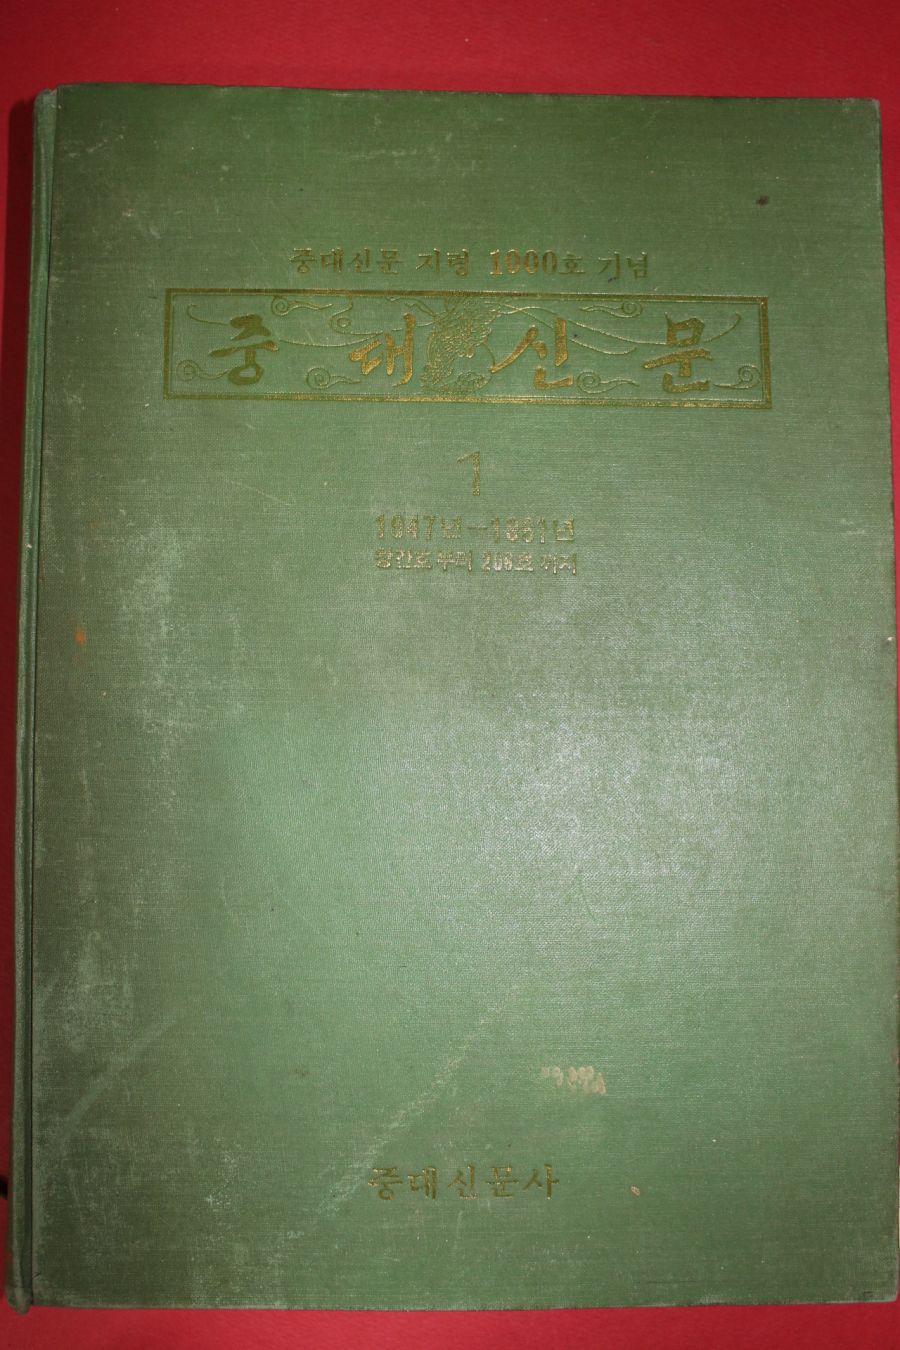 중대신문 지령 1000호 기념
중대신문
1
1947년-1961년
창간호부터 206호까지
중대신문사